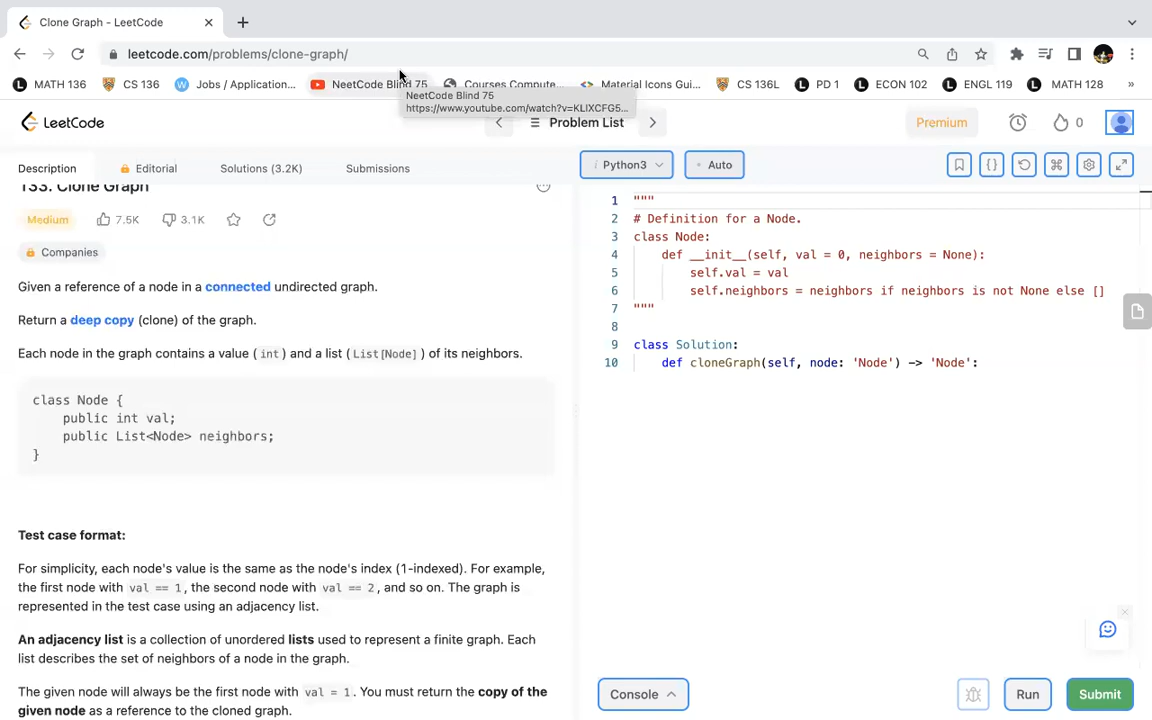 Clone Graph - LeetCode
leetcode.com/problems/clone-graph/
MATH 136 CS 136 Jobs / Application... NeetCode Blind 75 Courses Compute... Material Icons Gui... CS 136L PD 1 ECON 102 ENGL 119 MATH 128 »
NeetCode Blind 75
https://www.youtube.com/watch?v=KLlXCFG5...
LeetCode Problem List Premium 0
Description Editorial Solutions (3.2K) Submissions
Python3 Auto
133. Clone Graph
Medium 7.5K 3.1K
Companies
Given a reference of a node in a connected undirected graph.
Return a deep copy (clone) of the graph.
Each node in the graph contains a value (int) and a list (List[Node]) of its neighbors.
class Node {
public int val;
public List<Node> neighbors;
}
Test case format:
For simplicity, each node's value is the same as the node's index (1-indexed). For example,
the first node with val == 1, the second node with val == 2, and so on. The graph is
represented in the test case using an adjacency list.
An adjacency list is a collection of unordered lists used to represent a finite graph. Each
list describes the set of neighbors of a node in the graph.
The given node will always be the first node with val = 1. You must return the copy of the
given node as a reference to the cloned graph.
1 """
2 # Definition for a Node.
3 class Node:
4 def __init__(self, val = 0, neighbors = None):
5 self.val = val
6 self.neighbors = neighbors if neighbors is not None else []
7 """
8
9 class Solution:
10 def cloneGraph(self, node: 'Node') -> 'Node':
Console Run Submit